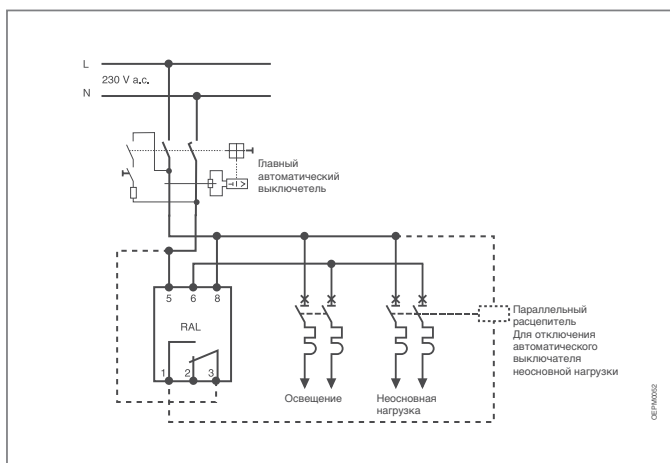 L
230 V a.c.
N
Главный
автоматический
выключетель
5 6 8
RAL
1 2 3
Параллельный
расцепитель
Для отключения
автоматического
выключателя
неосновной нагрузки
Освещение
Неосновная
нагрузка
OEPM0052